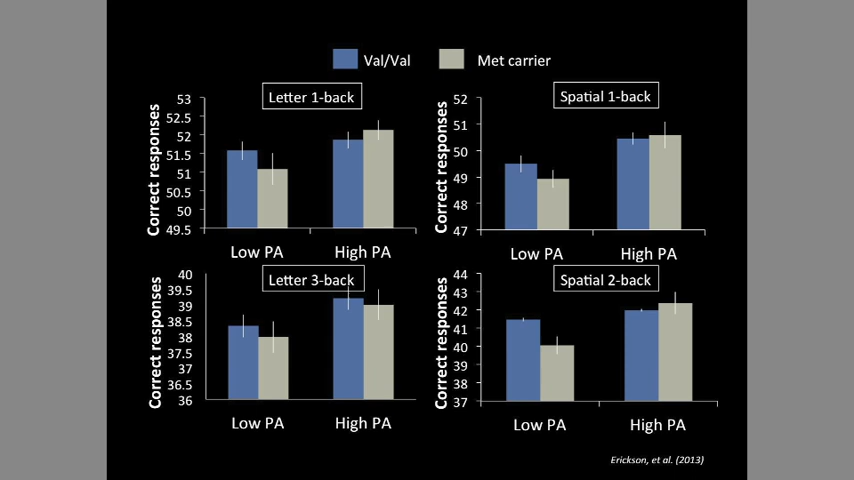 Val/Val
Met carrier
Letter 1-back
Correct responses
53
52.5
52
51.5
51
50.5
50
49.5
Low PA
High PA
Spatial 1-back
Correct responses
52
51
50
49
48
47
Low PA
High PA
Letter 3-back
Correct responses
40
39.5
39
38.5
38
37.5
37
36.5
36
Low PA
High PA
Spatial 2-back
Correct responses
44
43
42
41
40
39
38
37
Low PA
High PA
Erickson, et al. (2013)